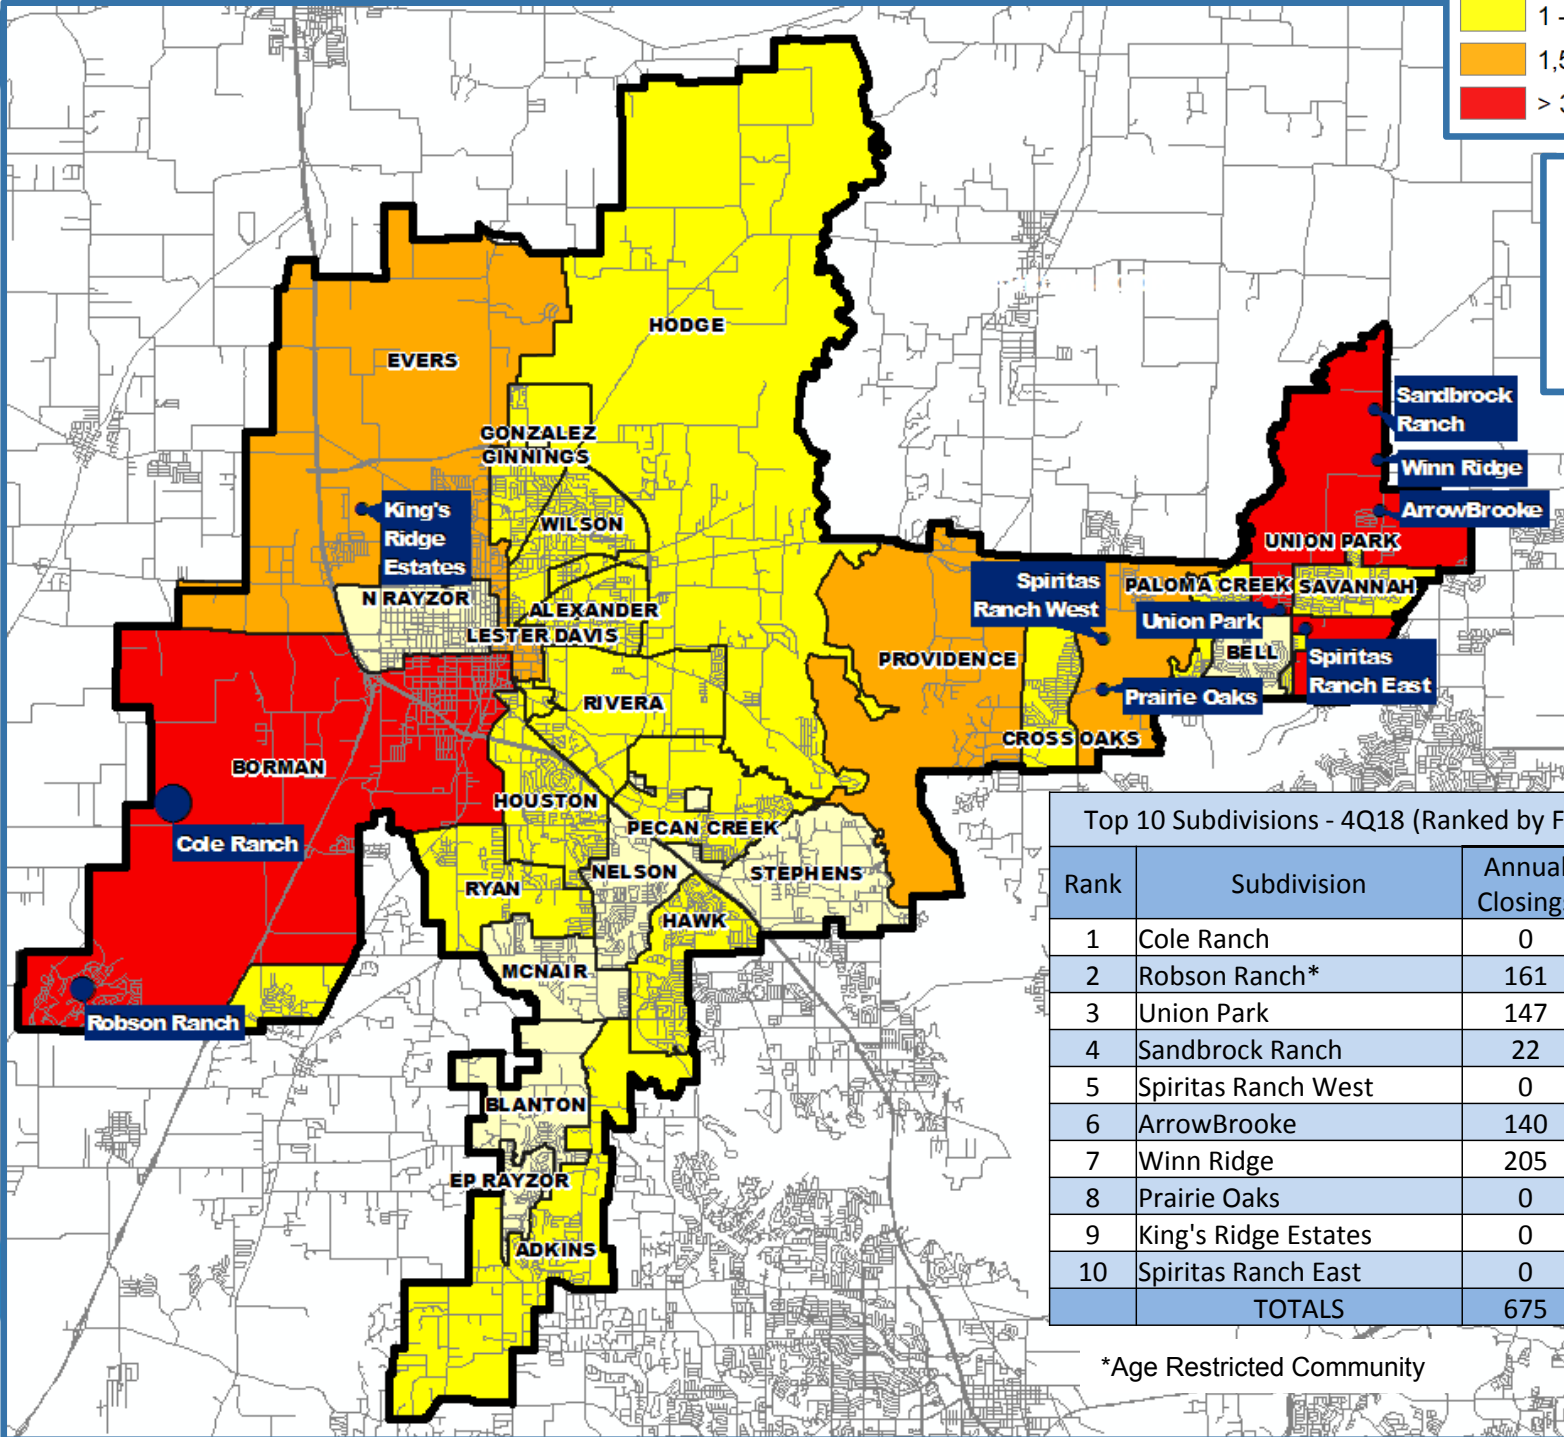 1 -
1,5
> 3
HODGE
EVERS
Sandbrock
Ranch
GONZALEZ
GINNINGS
Winn Ridge
King's
Ridge
Estates
ArrowBrooke
WILSON
UNION PARK
Spiritas
Ranch West
PALOMA CREEK
SAVANNAH
N RAYZOR
ALEXANDER
Union Park
LESTER DAVIS
BELL
PROVIDENCE
Spiritas
Ranch East
RIVERA
Prairie Oaks
CROSS OAKS
BORMAN
HOUSTON
PECAN CREEK
Cole Ranch
NELSON
STEPHENS
RYAN
HAWK
MCNAIR
Robson Ranch
BLANTON
EP RAYZOR
ADKINS
Top 10 Subdivisions - 4Q18 (Ranked by F
Rank Subdivision Annual Closings
1 Cole Ranch 0
2 Robson Ranch* 161
3 Union Park 147
4 Sandbrock Ranch 22
5 Spiritas Ranch West 0
6 ArrowBrooke 140
7 Winn Ridge 205
8 Prairie Oaks 0
9 King's Ridge Estates 0
10 Spiritas Ranch East 0
TOTALS 675
*Age Restricted Community